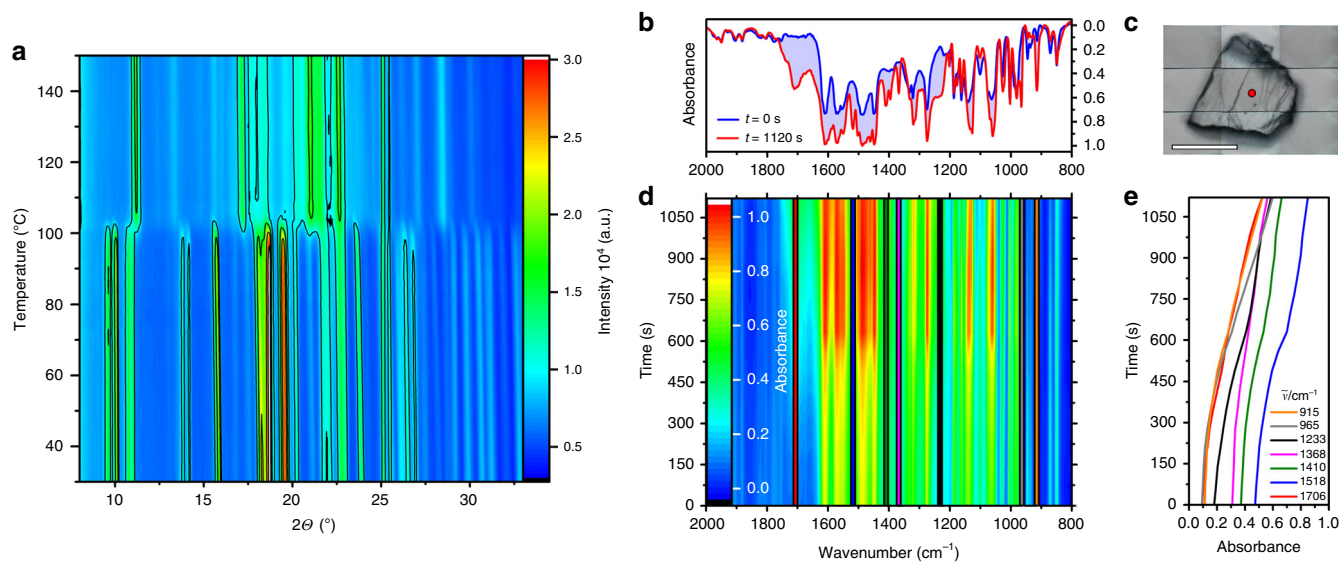 a
140
120
100
80
60
40
Temperature (°C)
10
15
20
25
30
2Θ (°)
3.0
2.5
2.0
1.5
1.0
0.5
Intensity 10⁴ (a.u.)
b
Absorbance
0.0
0.2
0.4
0.6
0.8
1.0
t = 0 s
t = 1120 s
2000 1800 1600 1400 1200 1000 800
c
d
Time (s)
1050
900
750
600
450
300
150
0
1.0
0.8
0.6
0.4
0.2
0.0
Absorbance
2000 1800 1600 1400 1200 1000 800
Wavenumber (cm⁻¹)
e
Time (s)
1050
900
750
600
450
300
150
0
ṽ/cm⁻¹
915
965
1233
1368
1410
1518
1706
0.0 0.2 0.4 0.6 0.8 1.0
Absorbance